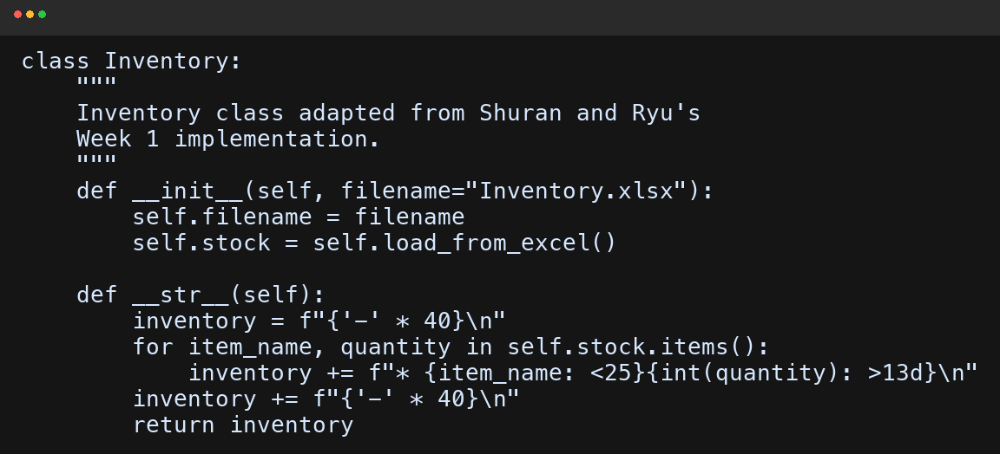 class Inventory:
    """
    Inventory class adapted from Shuran and Ryu's
    Week 1 implementation.
    """
    def __init__(self, filename="Inventory.xlsx"):
        self.filename = filename
        self.stock = self.load_from_excel()

    def __str__(self):
        inventory = f"{'-' * 40}\n"
        for item_name, quantity in self.stock.items():
            inventory += f"* {item_name: <25}{int(quantity): >13d}\n"
        inventory += f"{'-' * 40}\n"
        return inventory